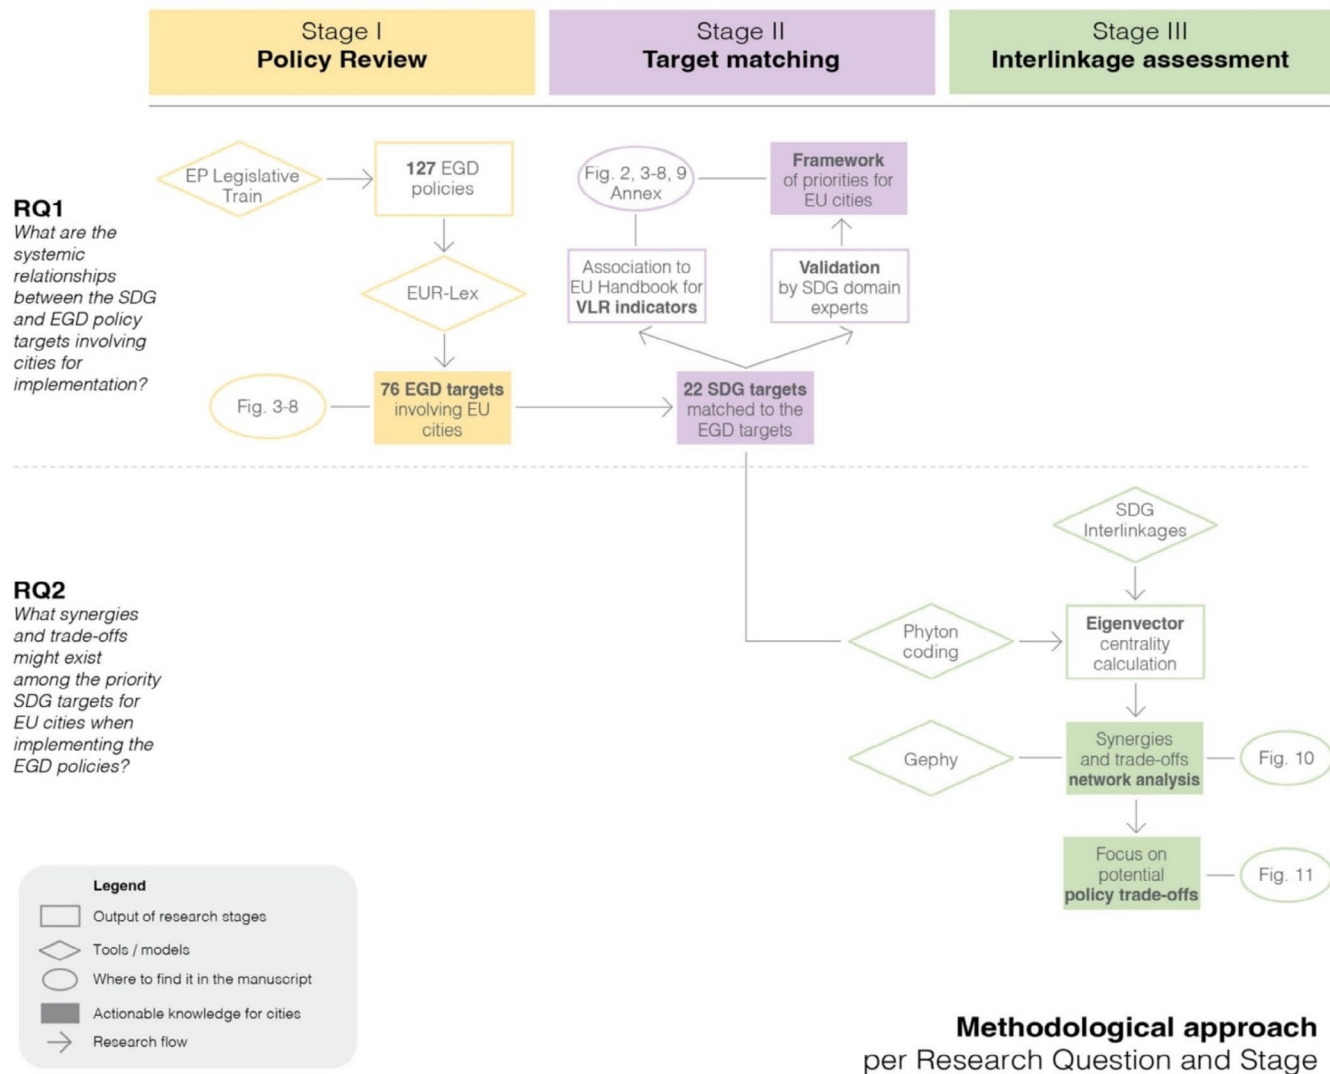 Stage I
Policy Review
Stage II
Target matching
Stage III
Interlinkage assessment
RQ1
What are the
systemic
relationships
between the SDG
and EGD policy
targets involving
cities for
implementation?
EP Legislative
Train
127 EGD
policies
EUR-Lex
Fig. 3-8
76 EGD targets
involving EU
cities
Fig. 2, 3-8, 9
Annex
Framework
of priorities for
EU cities
Association to
EU Handbook for
VLR indicators
Validation
by SDG domain
experts
22 SDG targets
matched to the
EGD targets
RQ2
What synergies
and trade-offs
might exist
among the priority
SDG targets for
EU cities when
implementing the
EGD policies?
SDG
Interlinkages
Phyton
coding
Eigenvector
centrality
calculation
Gephy
Synergies
and trade-offs
network analysis
Fig. 10
Focus on
potential
policy trade-offs
Fig. 11
Legend
Output of research stages
Tools / models
Where to find it in the manuscript
Actionable knowledge for cities
Research flow
Methodological approach
per Research Question and Stage